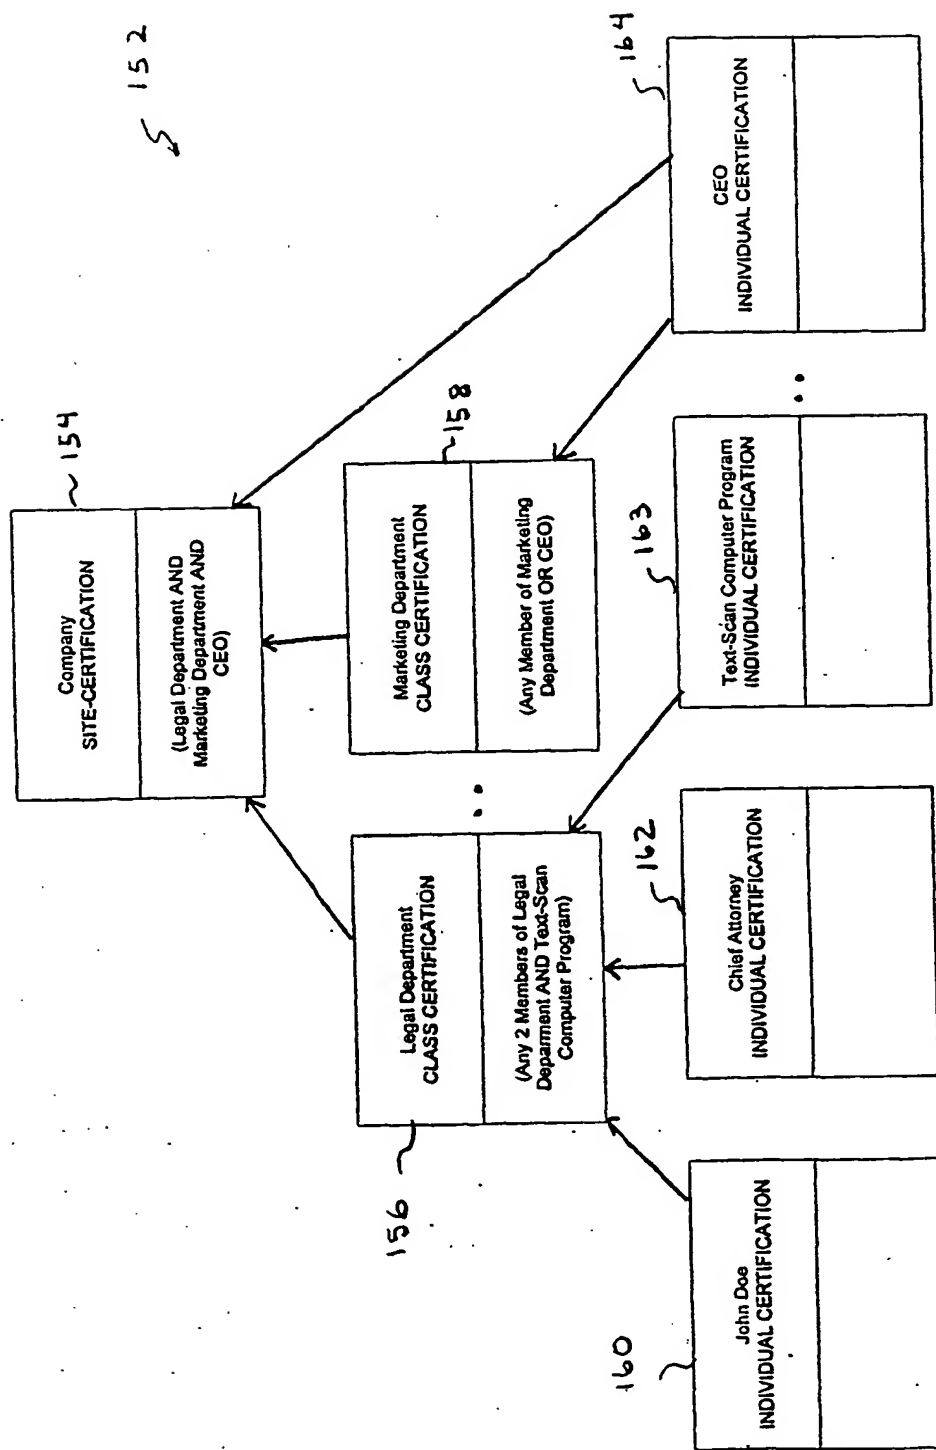 152
154
Company
SITE-CERTIFICATION
(Legal Department AND
Marketing Department AND
CEO)
156
Legal Department
CLASS CERTIFICATION
(Any 2 Members of Legal
Deparment AND Text-Scan
Computer Program)
158
Marketing Department
CLASS CERTIFICATION
(Any Member of Marketing
Department OR CEO)
160
John Doe
INDIVIDUAL CERTIFICATION
162
Chief Attorney
INDIVIDUAL CERTIFICATION
163
Text-Scan Computer Program
INDIVIDUAL CERTIFICATION
164
CEO
INDIVIDUAL CERTIFICATION